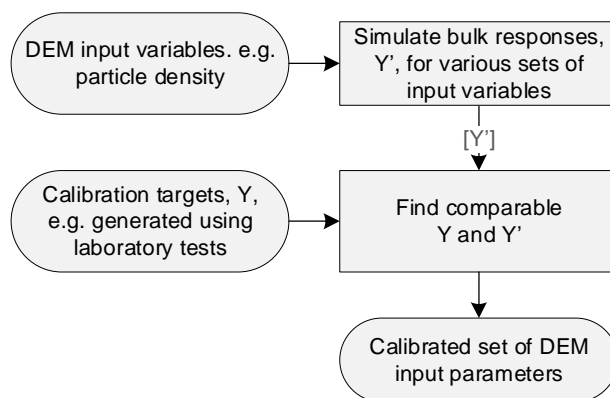 DEM input variables. e.g.
particle density
Simulate bulk responses,
Y’, for various sets of
input variables
[Y’]
Calibration targets, Y,
e.g. generated using
laboratory tests
Find comparable
Y and Y’
Calibrated set of DEM
input parameters